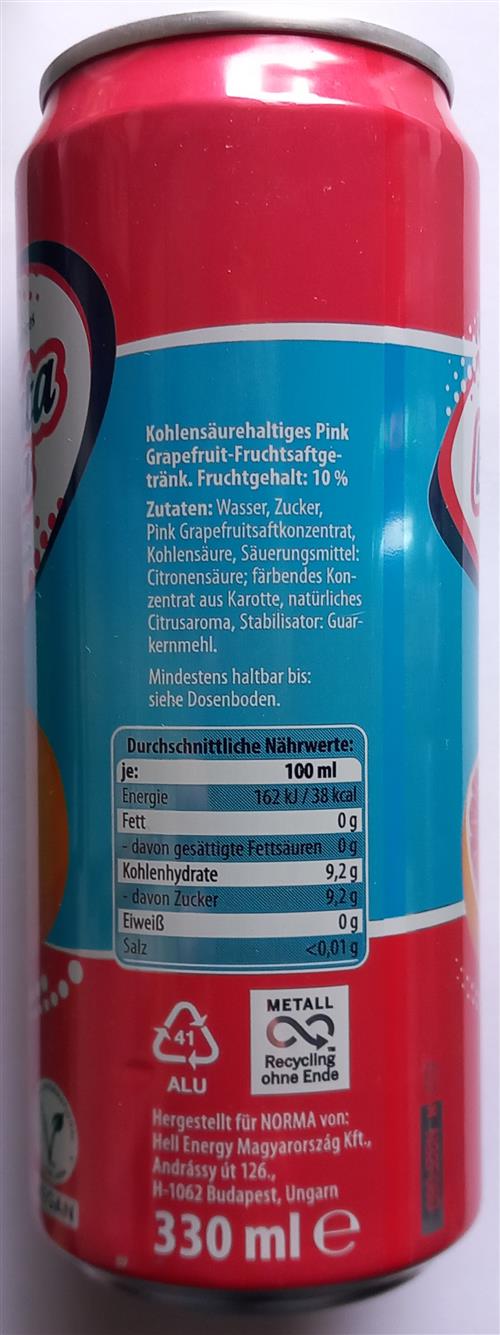 Kohlensäurehaltiges Pink
Grapefruit-Fruchtsaftge-
tränk. Fruchtgehalt: 10 %
Zutaten: Wasser, Zucker,
Pink Grapefruitsaftkonzentrat,
Kohlensäure, Säuerungsmittel:
Citronensäure; färbendes Kon-
zentrat aus Karotte, natürliches
Citrusaroma, Stabilisator: Guar-
kernmehl.
Mindestens haltbar bis:
siehe Dosenboden.
Durchschnittliche Nährwerte:
je: 100 ml
Energie 162 kJ / 38 kcal
Fett 0 g
- davon gesättigte Fettsäuren 0 g
Kohlenhydrate 9,2 g
- davon Zucker 9,2 g
Eiweiß 0 g
Salz <0,01 g
41
ALU
METALL
Recycling
ohne Ende
Hergestellt für NORMA von:
Hell Energy Magyarország Kft.,
Andrássy út 126.,
H-1062 Budapest, Ungarn
330 ml e